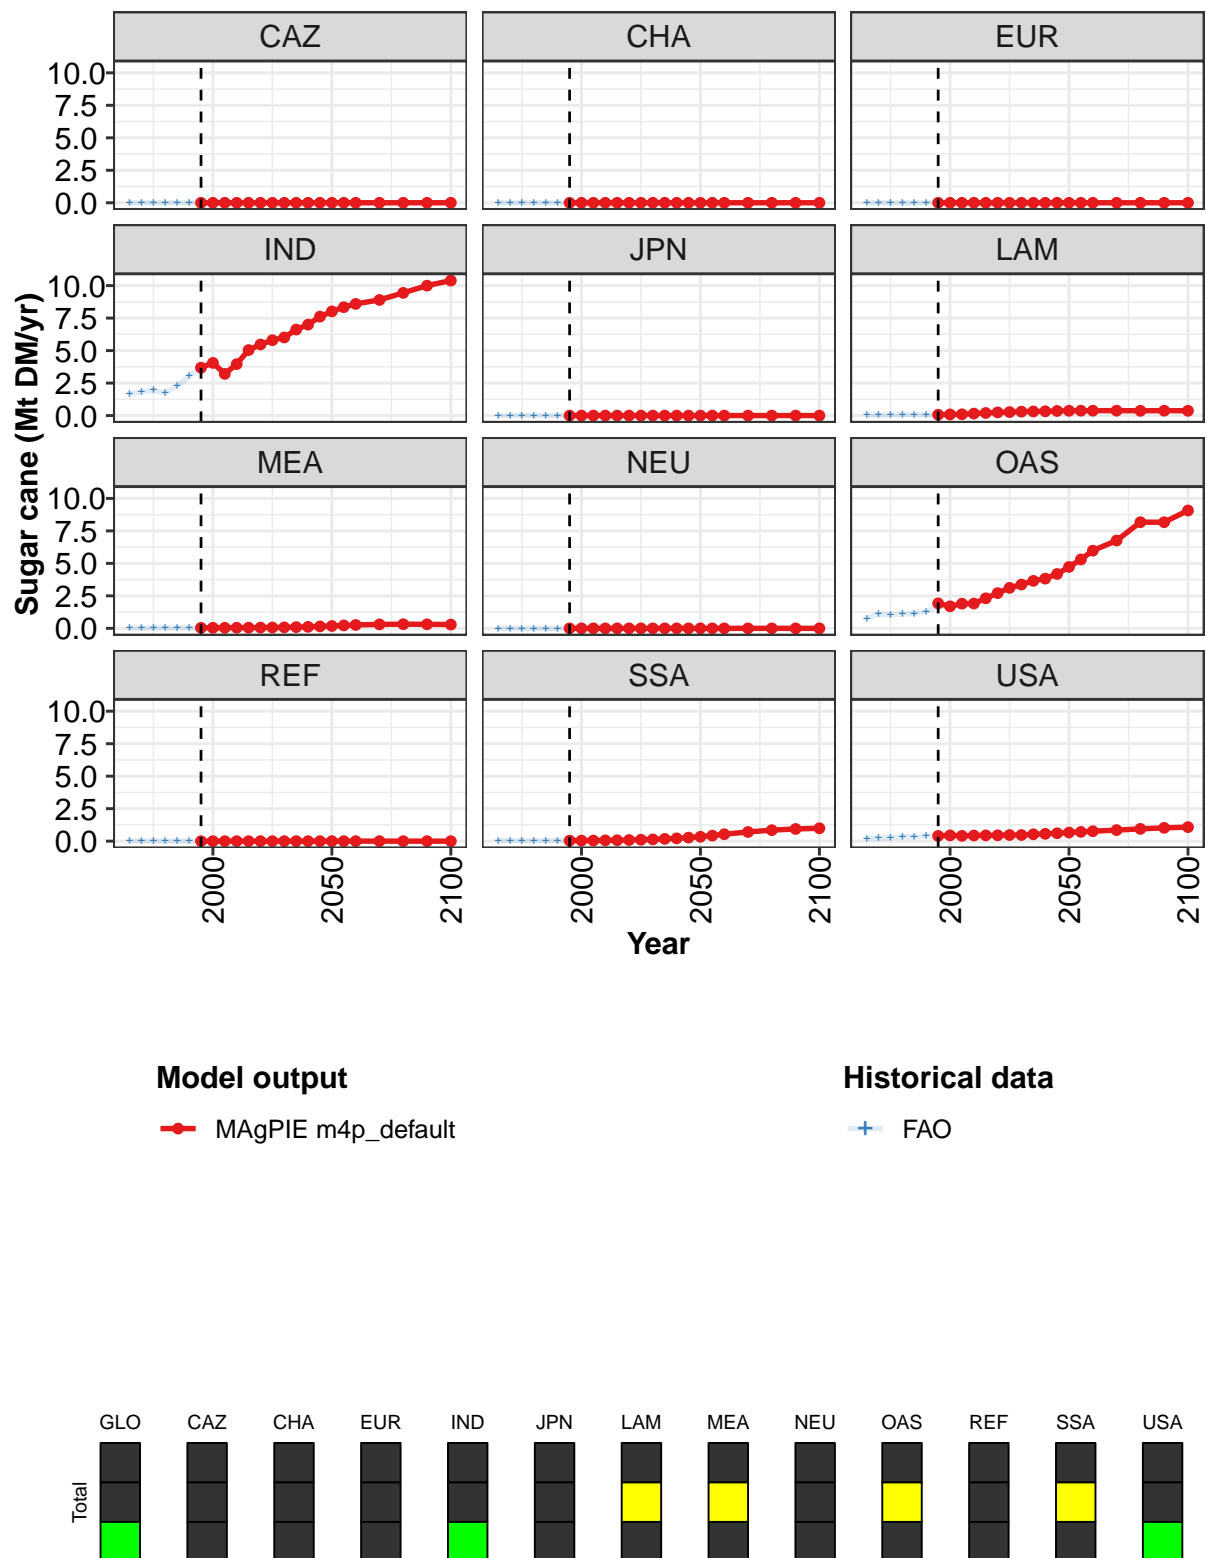 CAZ CHA EUR
10.0
7.5
5.0
2.5
0.0
IND JPN LAM
10.0
7.5
5.0
2.5
0.0
MEA NEU OAS
10.0
7.5
5.0
2.5
0.0
REF SSA USA
10.0
7.5
5.0
2.5
0.0
Sugar cane (Mt DM/yr)
2000 2050 2100 2000 2050 2100 2000 2050 2100
Year
Model output Historical data
MAgPIE m4p_default FAO
GLO CAZ CHA EUR IND JPN LAM MEA NEU OAS REF SSA USA
Total